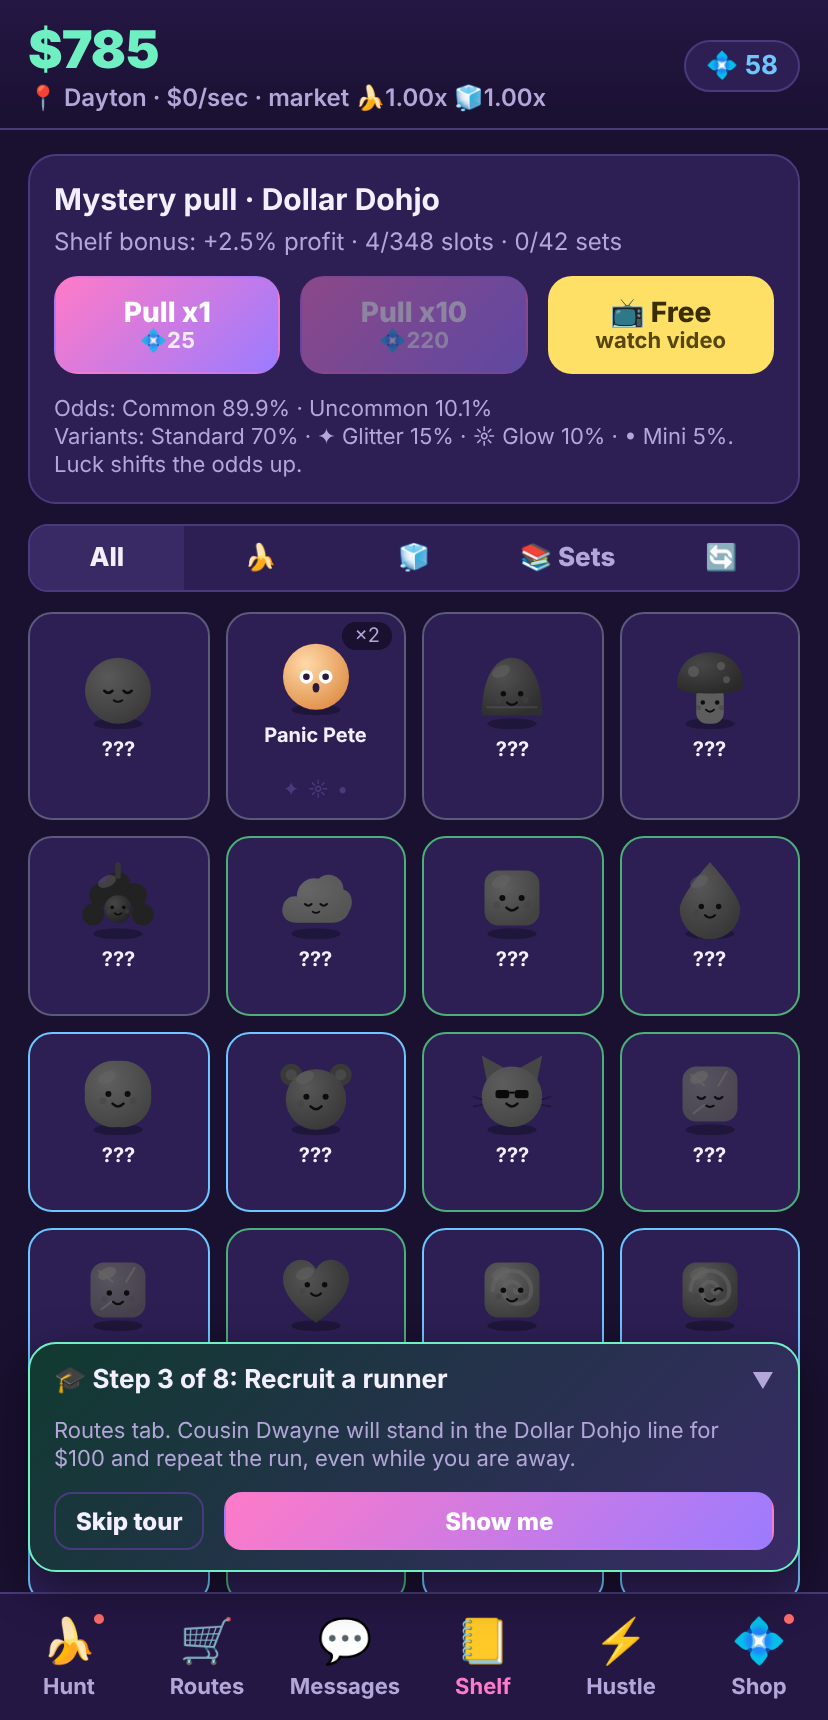 $785
📍 Dayton · $0/sec · market 🍌1.00x 🧊1.00x
💠 58
Mystery pull · Dollar Dohjo
Shelf bonus: +2.5% profit · 4/348 slots · 0/42 sets
Pull x1
💠25
Pull x10
💠220
📺 Free
watch video
Odds: Common 89.9% · Uncommon 10.1%
Variants: Standard 70% · ✦ Glitter 15% · ☼ Glow 10% · • Mini 5%.
Luck shifts the odds up.
All
📚 Sets
???
×2
Panic Pete
✦ ☼ •
???
???
???
???
???
???
???
???
???
???
🎓 Step 3 of 8: Recruit a runner ▼
Routes tab. Cousin Dwayne will stand in the Dollar Dohjo line for
$100 and repeat the run, even while you are away.
Skip tour
Show me
Hunt
Routes
Messages
Shelf
Hustle
Shop